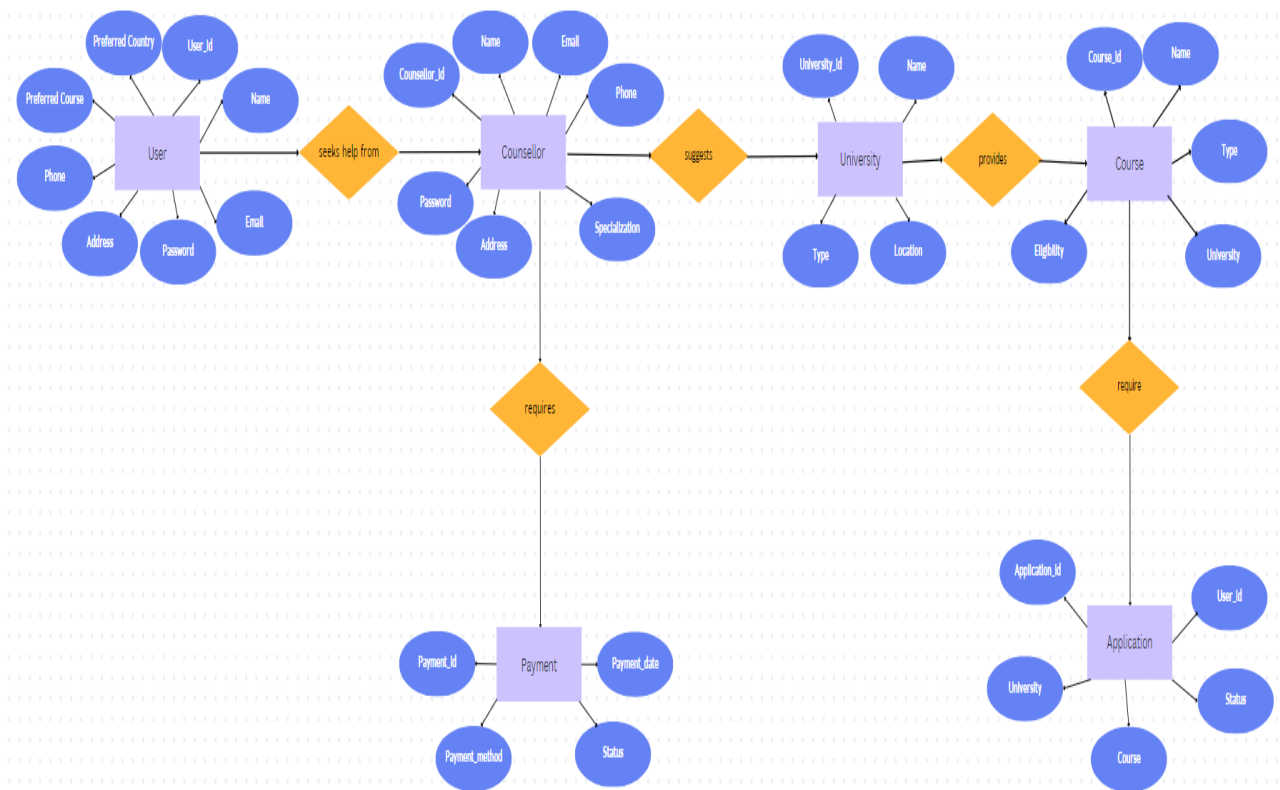 Preferred Country
User_Id
Preferred Course
Name
User
Phone
Address
Password
Email
seeks help from
Name
Email
Counsellor_Id
Phone
Counsellor
Password
Address
Specialization
suggests
University_Id
Name
University
Type
Location
provides
Course_Id
Name
Type
Course
Eligibility
University
requires
require
Payment_Id
Payment
Payment_date
Payment_method
Status
Application_Id
User_Id
Application
University
Status
Course